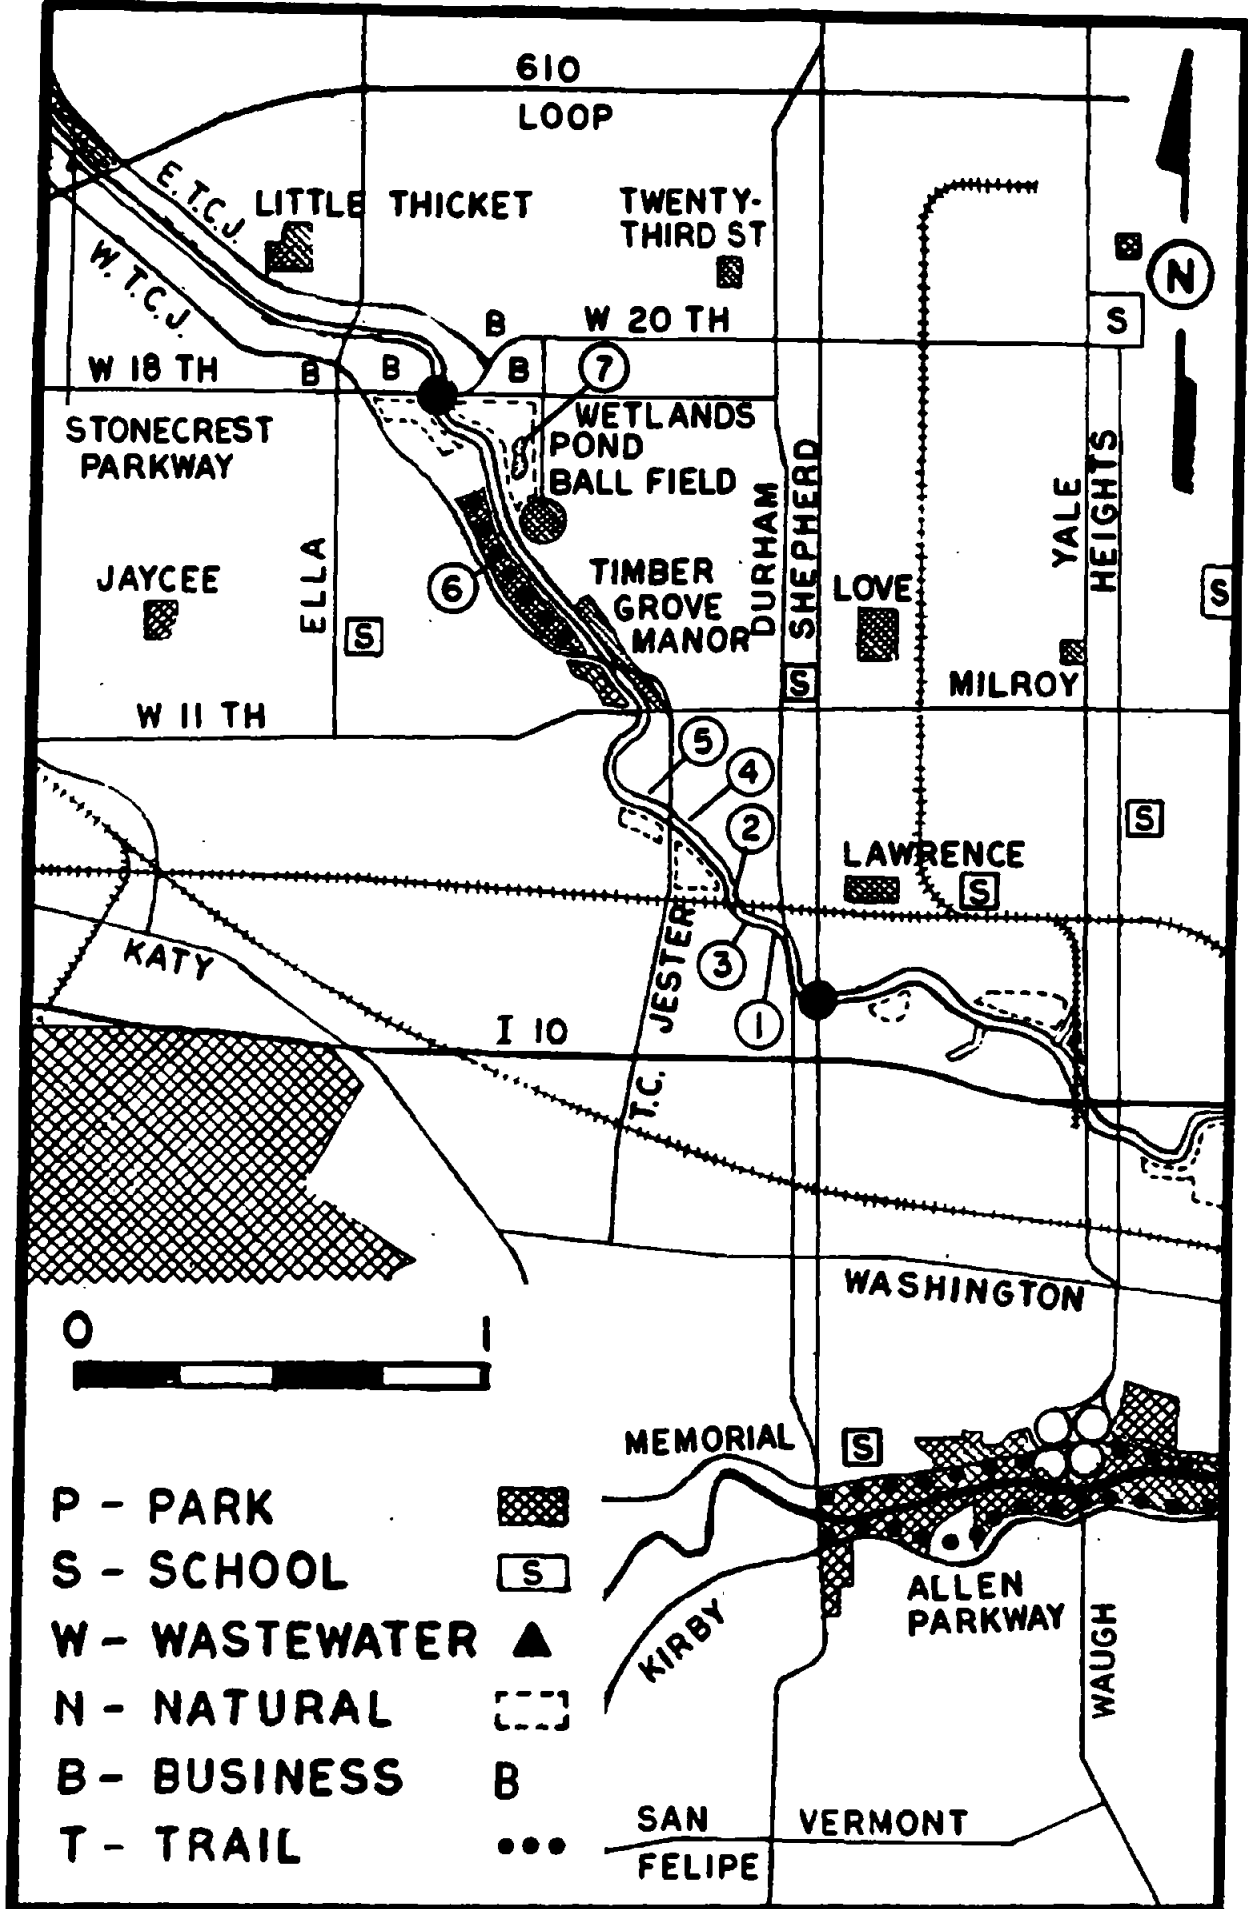 610
LOOP
E. T. C. J.
LITTLE THICKET
TWENTY-
THIRD ST
N
W. T. C. J.
S
B
W 20 TH
W 18 TH
B
B
B
7
WETLANDS
POND
BALL FIELD
STONECREST
PARKWAY
DURHAM
SHEPHERD
YALE
HEIGHTS
ELLA
JAYCEE
6
TIMBER
GROVE
MANOR
LOVE
S
S
S
MILROY
W 11 TH
5
4
2
S
LAWRENCE
S
3
1
KATY
T.C. JESTER
I 10
WASHINGTON
0 1
MEMORIAL
S
ALLEN
PARKWAY
KIRBY
WAUGH
P - PARK
S - SCHOOL S
W - WASTEWATER
N - NATURAL
B - BUSINESS B
T - TRAIL
SAN VERMONT
FELIPE